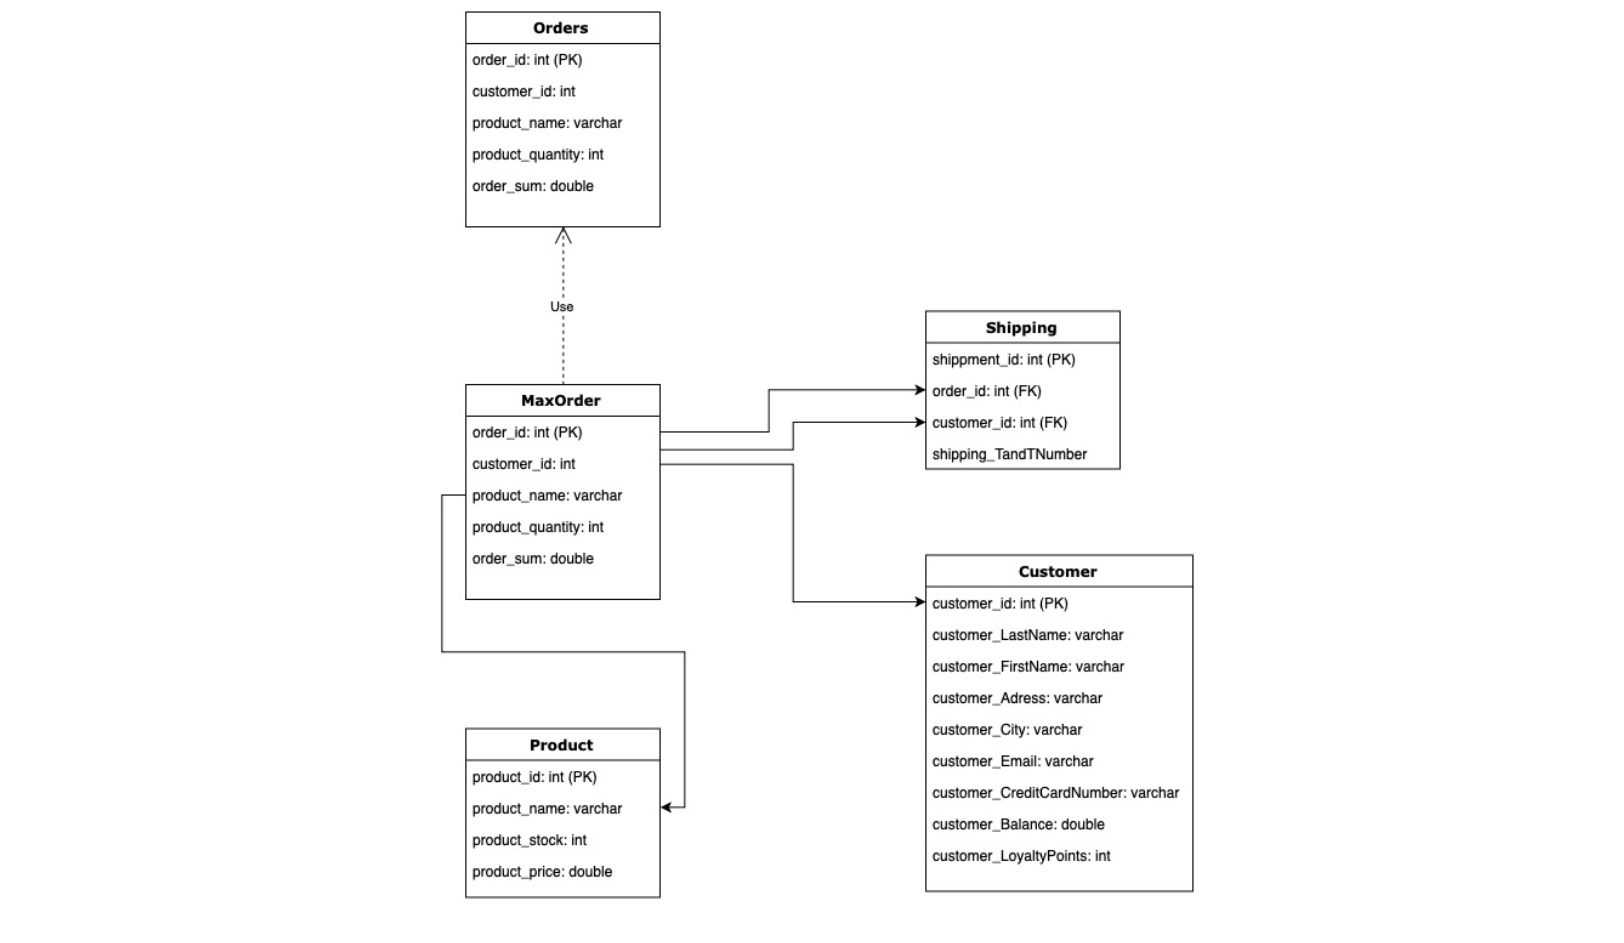 Orders
order_id: int (PK)
customer_id: int
product_name: varchar
product_quantity: int
order_sum: double
Use
MaxOrder
order_id: int (PK)
customer_id: int
product_name: varchar
product_quantity: int
order_sum: double
Shipping
shippment_id: int (PK)
order_id: int (FK)
customer_id: int (FK)
shipping_TandTNumber
Customer
customer_id: int (PK)
customer_LastName: varchar
customer_FirstName: varchar
customer_Adress: varchar
customer_City: varchar
customer_Email: varchar
customer_CreditCardNumber: varchar
customer_Balance: double
customer_LoyaltyPoints: int
Product
product_id: int (PK)
product_name: varchar
product_stock: int
product_price: double